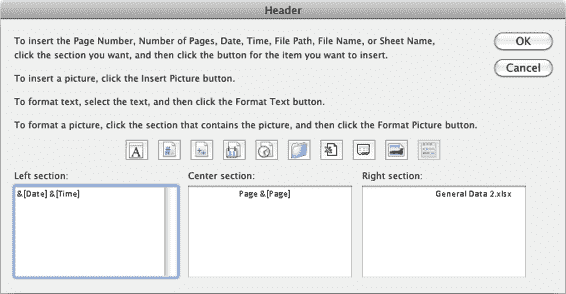 Header
To insert the Page Number, Number of Pages, Date, Time, File Path, File Name, or Sheet Name,
click the section you want, and then click the button for the item you want to insert.
OK
To insert a picture, click the Insert Picture button.
Cancel
To format text, select the text, and then click the Format Text button.
To format a picture, click the section that contains the picture, and then click the Format Picture button.
A
Left section:
Center section:
Right section:
&[Date] &[Time]
Page &[Page]
General Data 2.xlsx